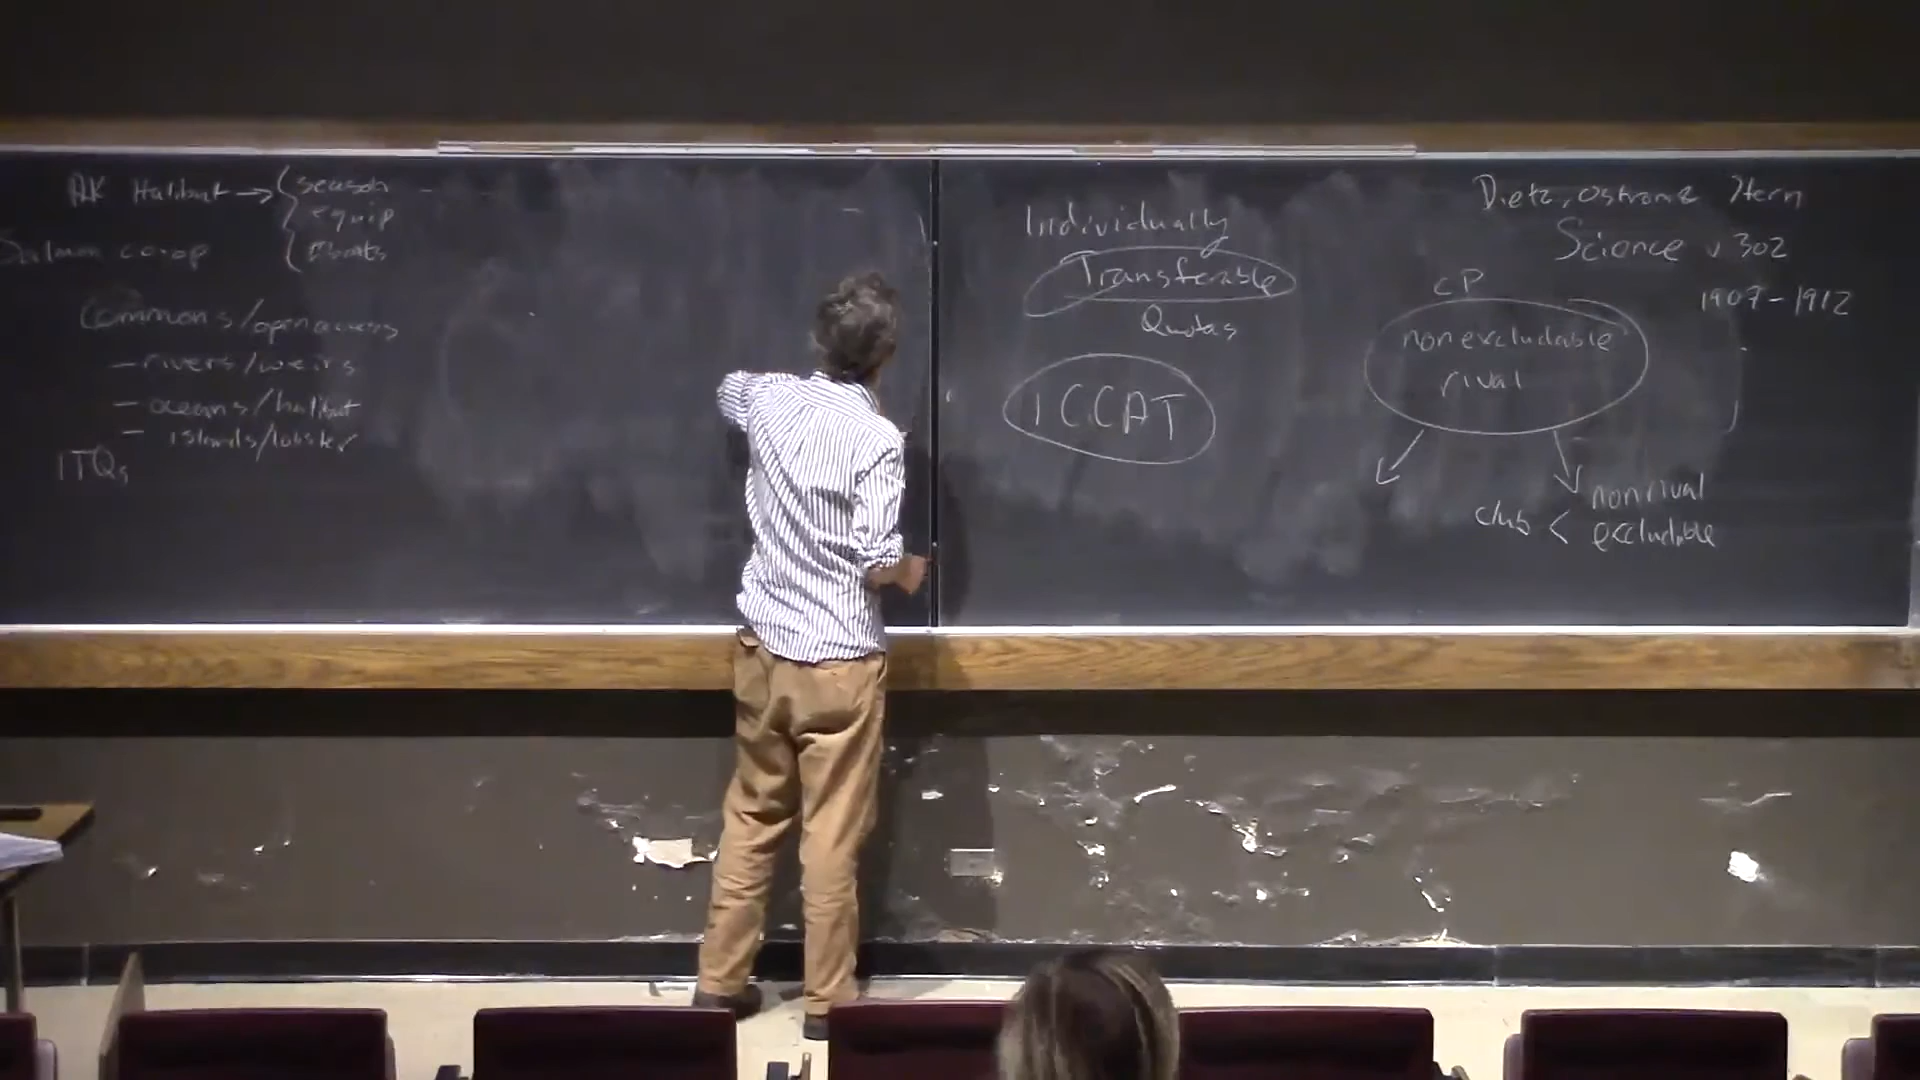 AK Halibut → { season
equip
boats
Salmon co-op
Commons/open access
- rivers/weirs
- oceans/halibut
- islands/lobster
ITQs
Individually
Transferable
Quotas
ICCAT
Dietz, Ostrom & Stern
Science v 302
1907-1912
CP
nonexcludable
rival
club < nonrival
excludable